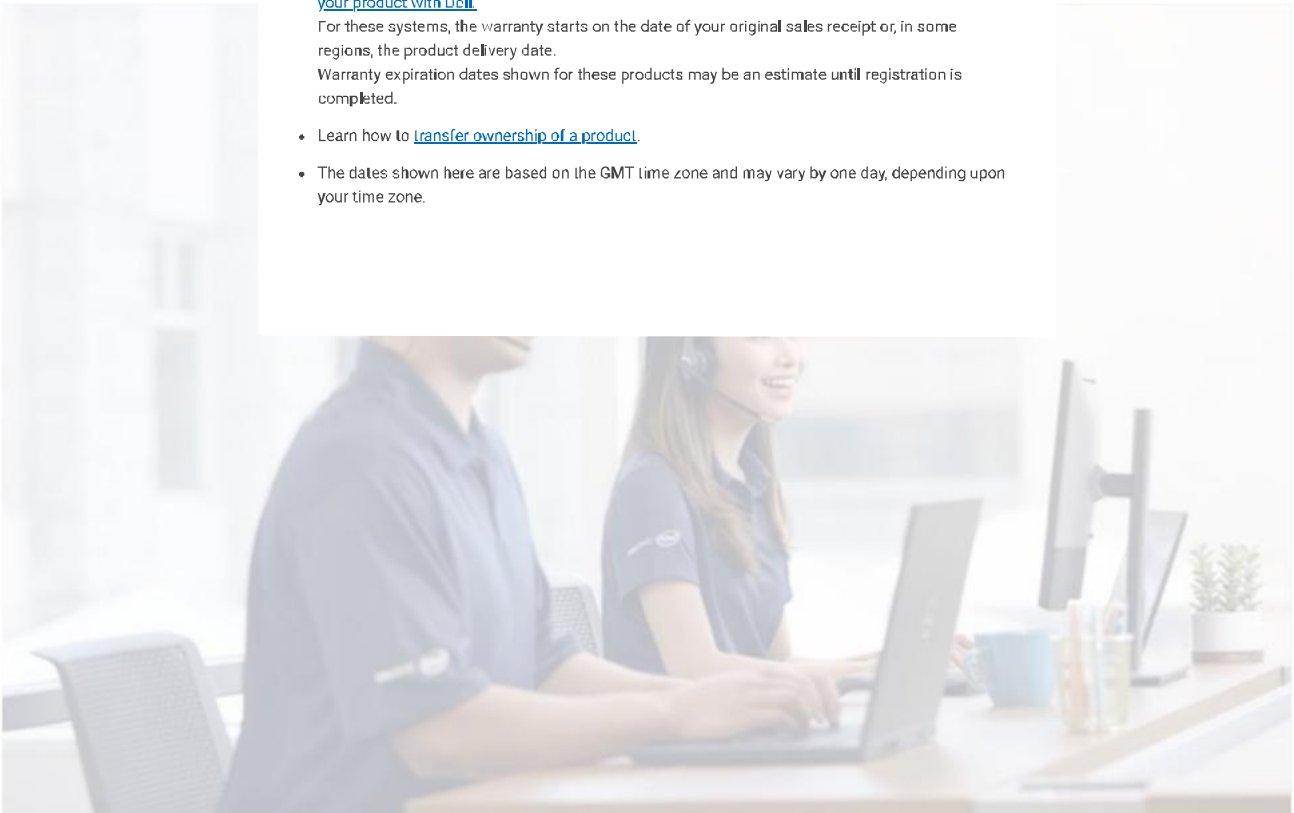 your product with Dell.
For these systems, the warranty starts on the date of your original sales receipt or, in some
regions, the product delivery date.
Warranty expiration dates shown for these products may be an estimate until registration is
completed.
• Learn how to transfer ownership of a product.
• The dates shown here are based on the GMT time zone and may vary by one day, depending upon
your time zone.